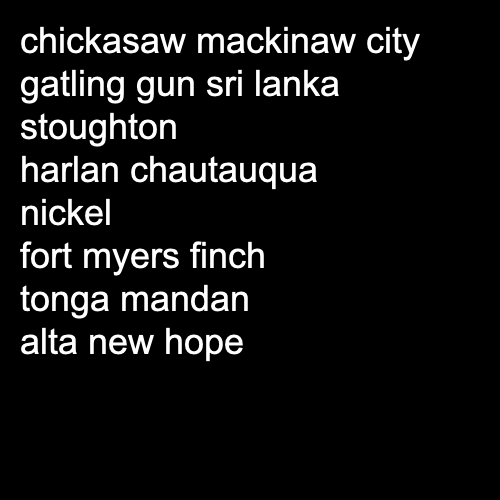 chickasaw mackinaw city
gatling gun sri lanka
stoughton
harlan chautauqua
nickel
fort myers finch
tonga mandan
alta new hope